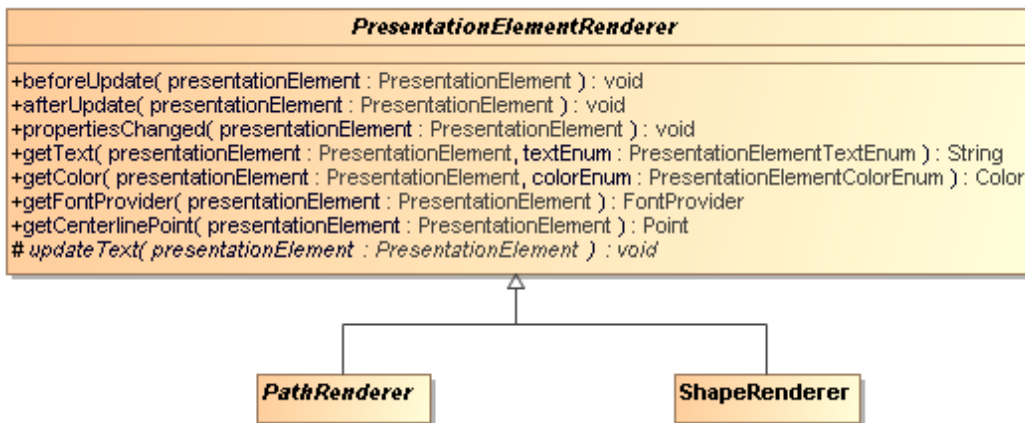 PresentationElementRenderer
+beforeUpdate( presentationElement : PresentationElement ) : void
+afterUpdate( presentationElement : PresentationElement ) : void
+propertiesChanged( presentationElement : PresentationElement ) : void
+getText( presentationElement : PresentationElement, textEnum : PresentationElementTextEnum ) : String
+getColor( presentationElement : PresentationElement, colorEnum : PresentationElementColorEnum ) : Color
+getFontProvider( presentationElement : PresentationElement ) : FontProvider
+getCenterlinePoint( presentationElement : PresentationElement ) : Point
#updateText( presentationElement : PresentationElement ) : void
PathRenderer
ShapeRenderer